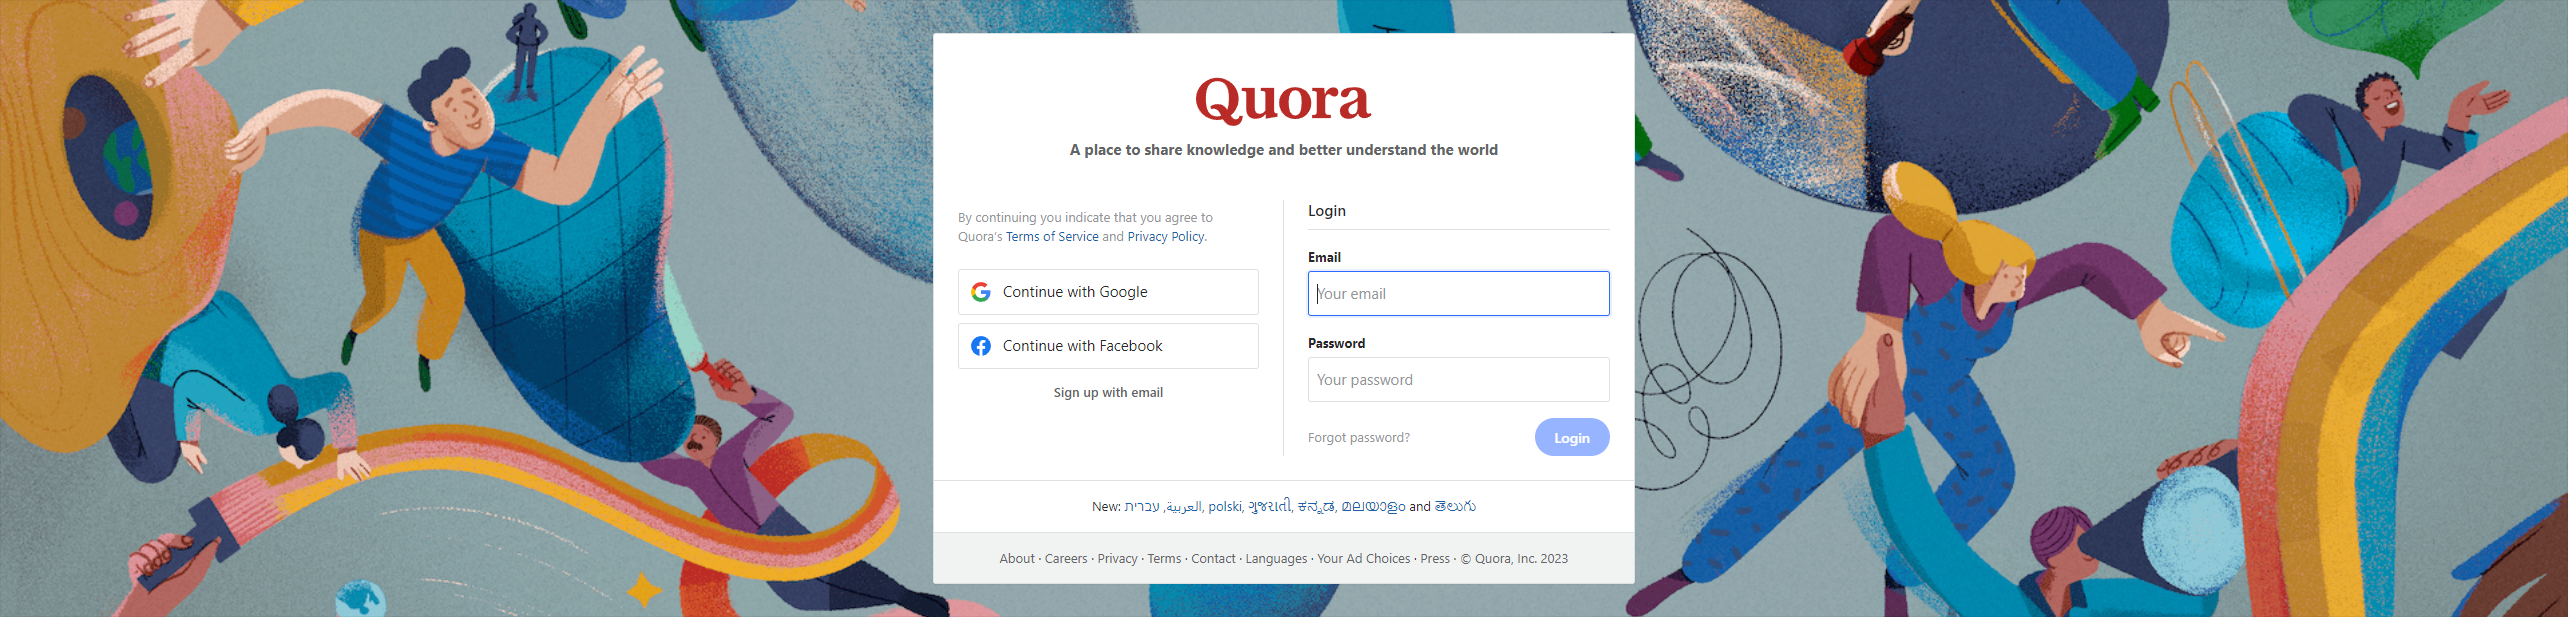 Quora
A place to share knowledge and better understand the world
By continuing you indicate that you agree to
Quora's Terms of Service and Privacy Policy.
Continue with Google
Continue with Facebook
Sign up with email
Login
Email
Your email
Password
Your password
Forgot password?
Login
New: العربية, עברית, polski, ગુજરાતી, ಕನ್ನಡ, മലയാളം and తెలుగు
About · Careers · Privacy · Terms · Contact · Languages · Your Ad Choices · Press · © Quora, Inc. 2023